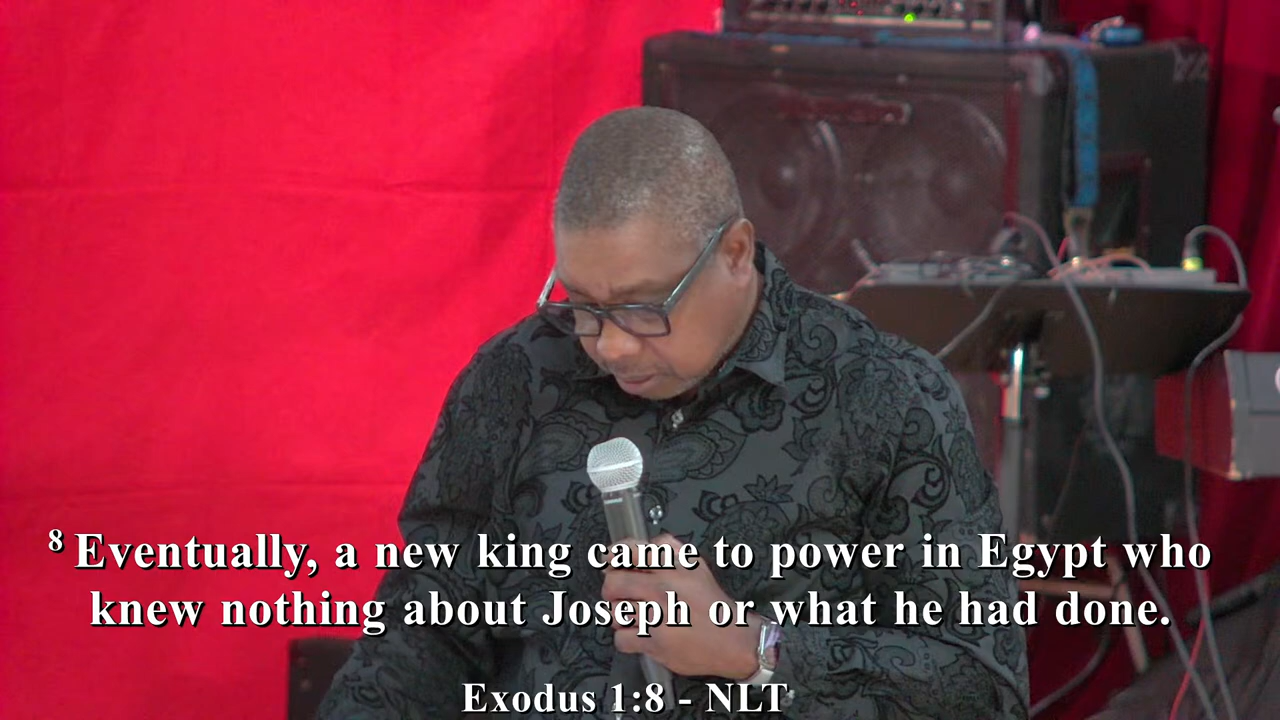 8 Eventually, a new king came to power in Egypt who
knew nothing about Joseph or what he had done.
Exodus 1:8 - NLT